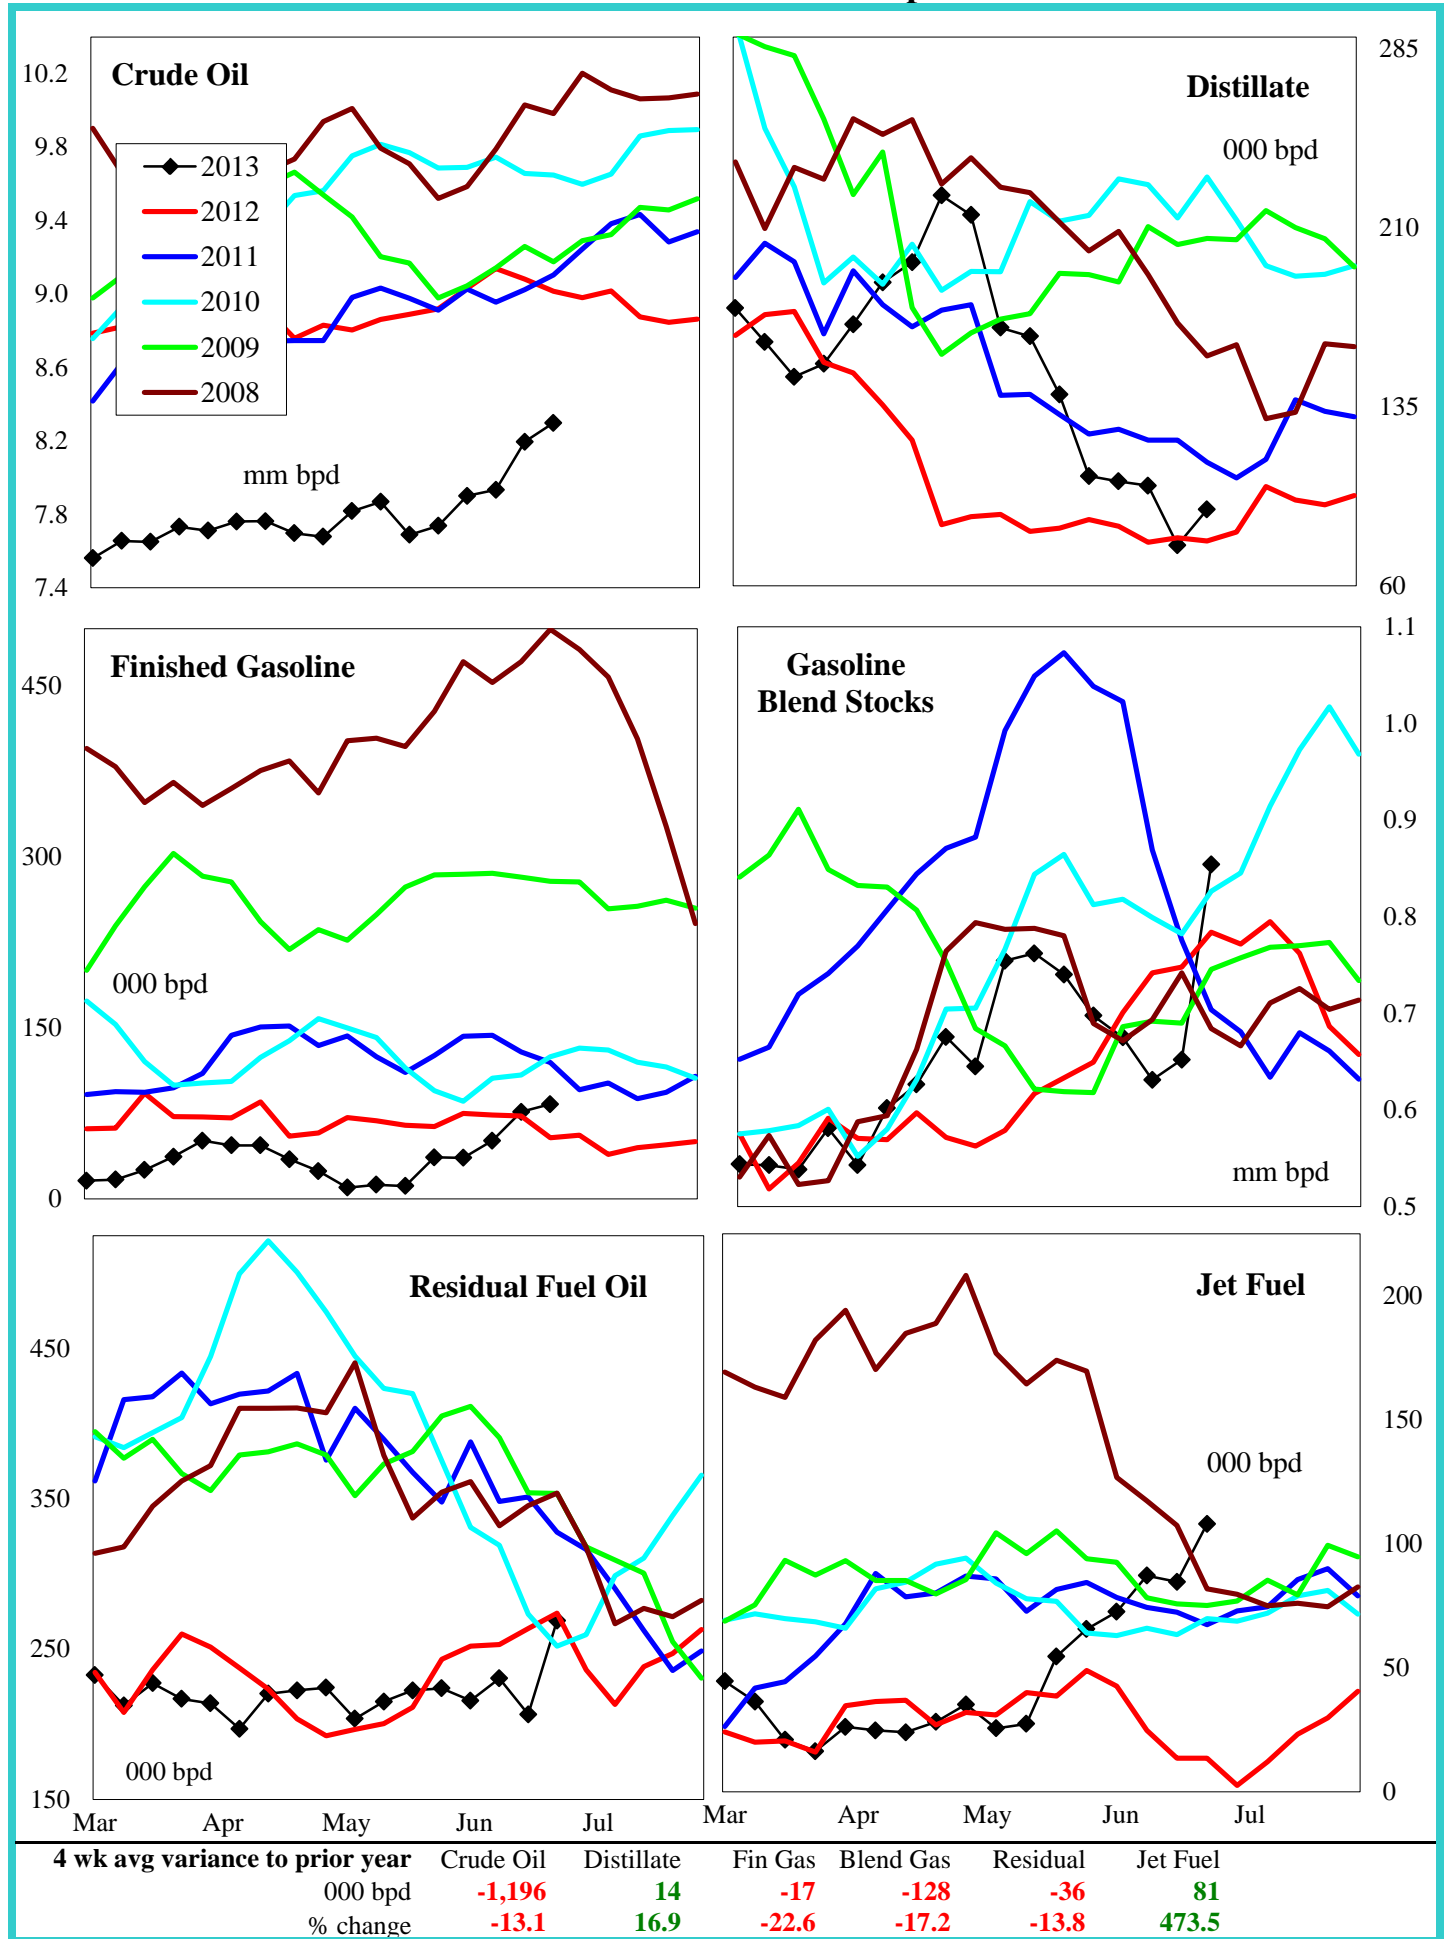 Crude Oil
10.2
9.8
9.4
9.0
8.6
8.2
7.8
7.4
2013
2012
2011
2010
2009
2008
mm bpd
Distillate
000 bpd
285
210
135
60
Finished Gasoline
450
300
150
0
000 bpd
Gasoline
Blend Stocks
1.1
1.0
0.9
0.8
0.7
0.6
0.5
mm bpd
Residual Fuel Oil
450
350
250
150
000 bpd
Mar Apr May Jun Jul
Jet Fuel
200
150
100
50
0
000 bpd
Mar Apr May Jun Jul
4 wk avg variance to prior year Crude Oil Distillate Fin Gas Blend Gas Residual Jet Fuel
000 bpd -1,196 14 -17 -128 -36 81
% change -13.1 16.9 -22.6 -17.2 -13.8 473.5